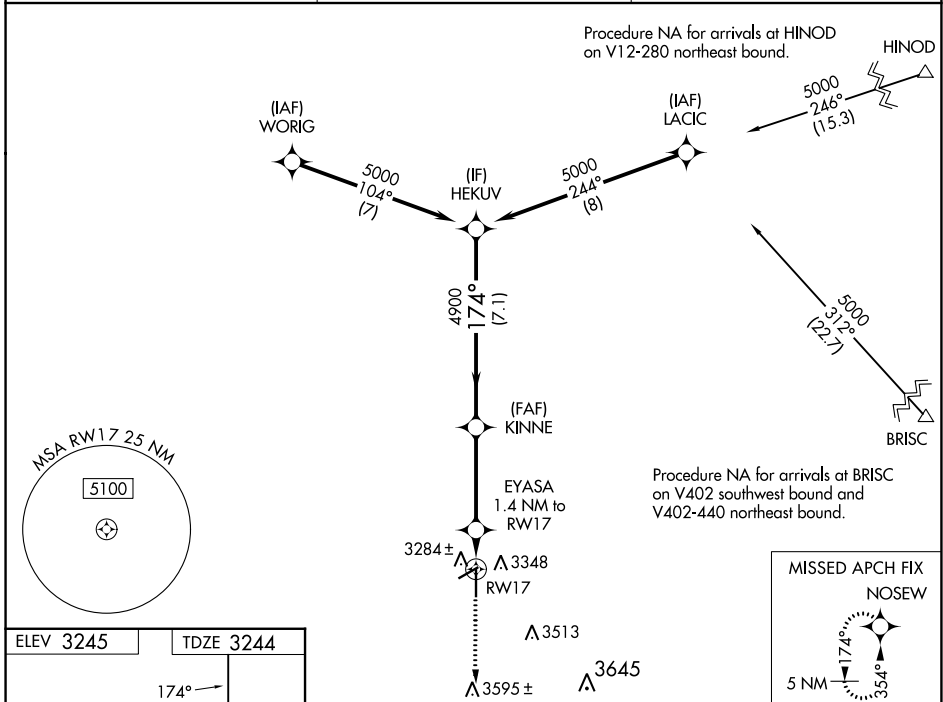 Procedure NA for arrivals at HINOD
on V12-280 northeast bound.
HINOD
5000
246°
(15.3)
(IAF)
WORIG
(IAF)
LACIC
5000
104°
(7)
(IF)
HEKUV
5000
244°
(8)
4900
174°
(7.1)
5000
312°
(22.7)
(FAF)
KINNE
BRISC
MSA RW17 25 NM
5100
Procedure NA for arrivals at BRISC
on V402 southwest bound and
V402-440 northeast bound.
EYASA
1.4 NM to
RW17
3284±
3348
RW17
MISSED APCH FIX
NOSEW
174°
354°
5 NM
3513
3645
3595±
ELEV 3245
TDZE 3244
174°